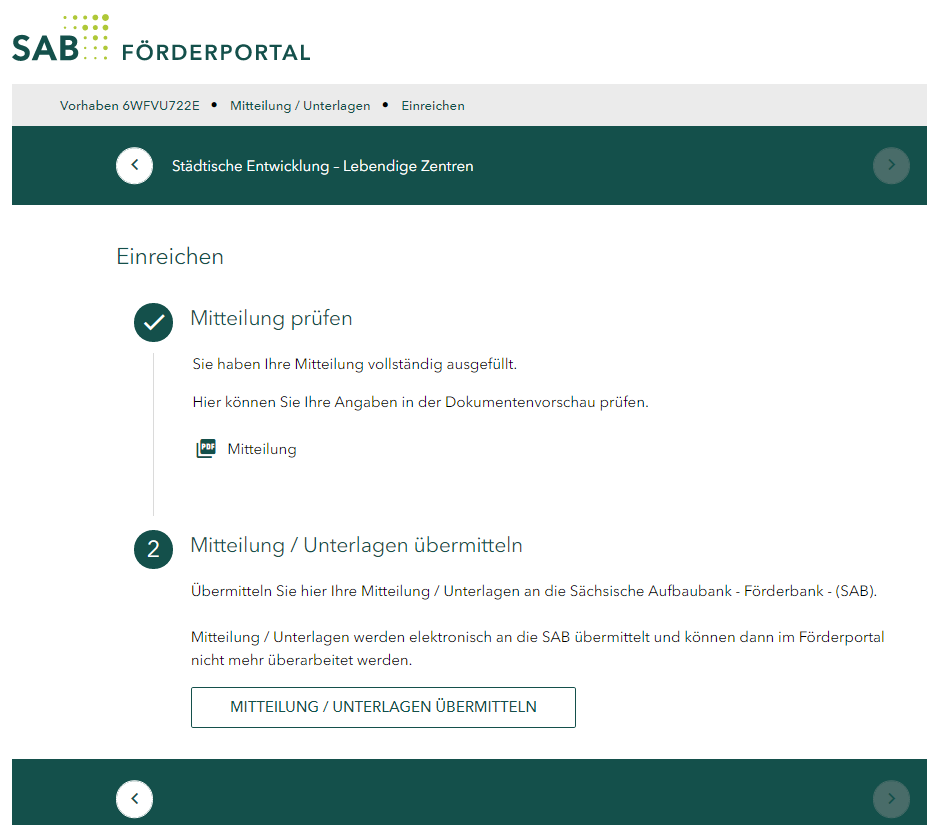 SAB FÖRDERPORTAL
Vorhaben 6WFVU722E • Mitteilung / Unterlagen • Einreichen
Städtische Entwicklung – Lebendige Zentren
Einreichen
Mitteilung prüfen
Sie haben Ihre Mitteilung vollständig ausgefüllt.
Hier können Sie Ihre Angaben in der Dokumentenvorschau prüfen.
PDF Mitteilung
2 Mitteilung / Unterlagen übermitteln
Übermitteln Sie hier Ihre Mitteilung / Unterlagen an die Sächsische Aufbaubank - Förderbank - (SAB).
Mitteilung / Unterlagen werden elektronisch an die SAB übermittelt und können dann im Förderportal
nicht mehr überarbeitet werden.
MITTEILUNG / UNTERLAGEN ÜBERMITTELN